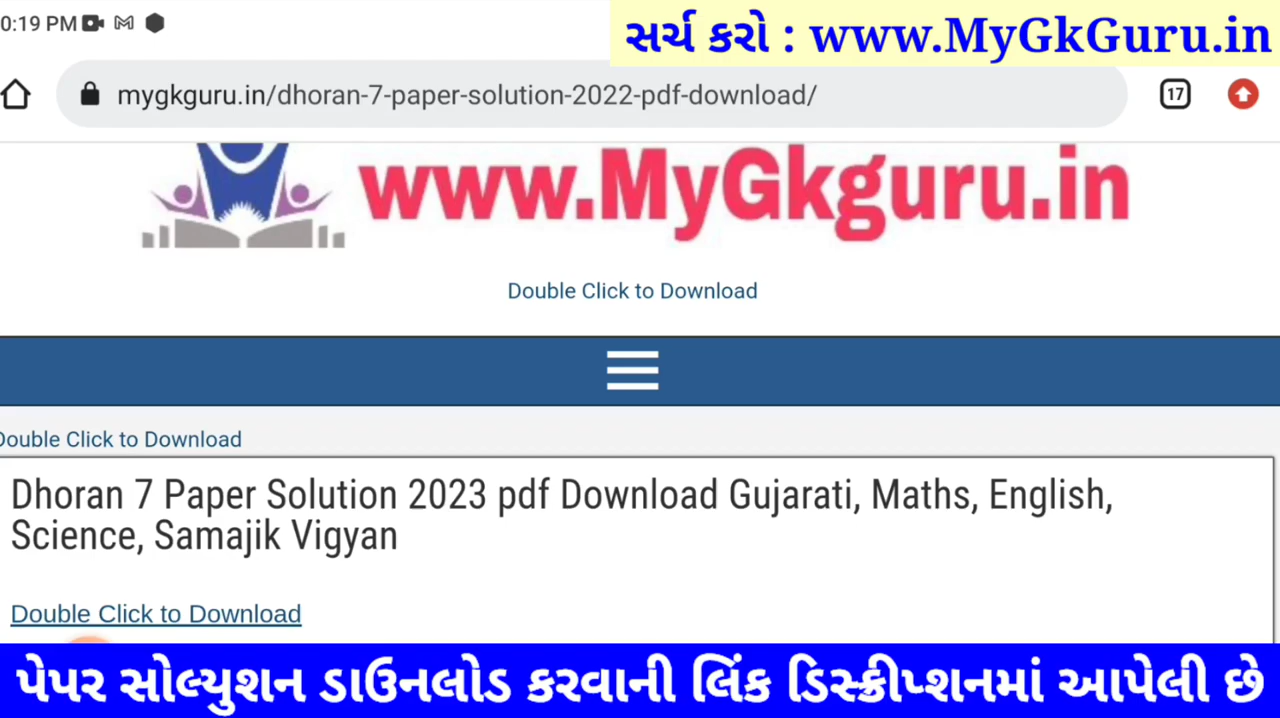 0:19 PM
સર્ચ કરો : www.MyGkGuru.in
mygkguru.in/dhoran-7-paper-solution-2022-pdf-download/
17
www.MyGkguru.in
Double Click to Download
Double Click to Download
Dhoran 7 Paper Solution 2023 pdf Download Gujarati, Maths, English,
Science, Samajik Vigyan
Double Click to Download
પેપર સોલ્યુશન ડાઉનલોડ કરવાની લિંક ડિસ્ક્રીપ્શનમાં આપેલી છે